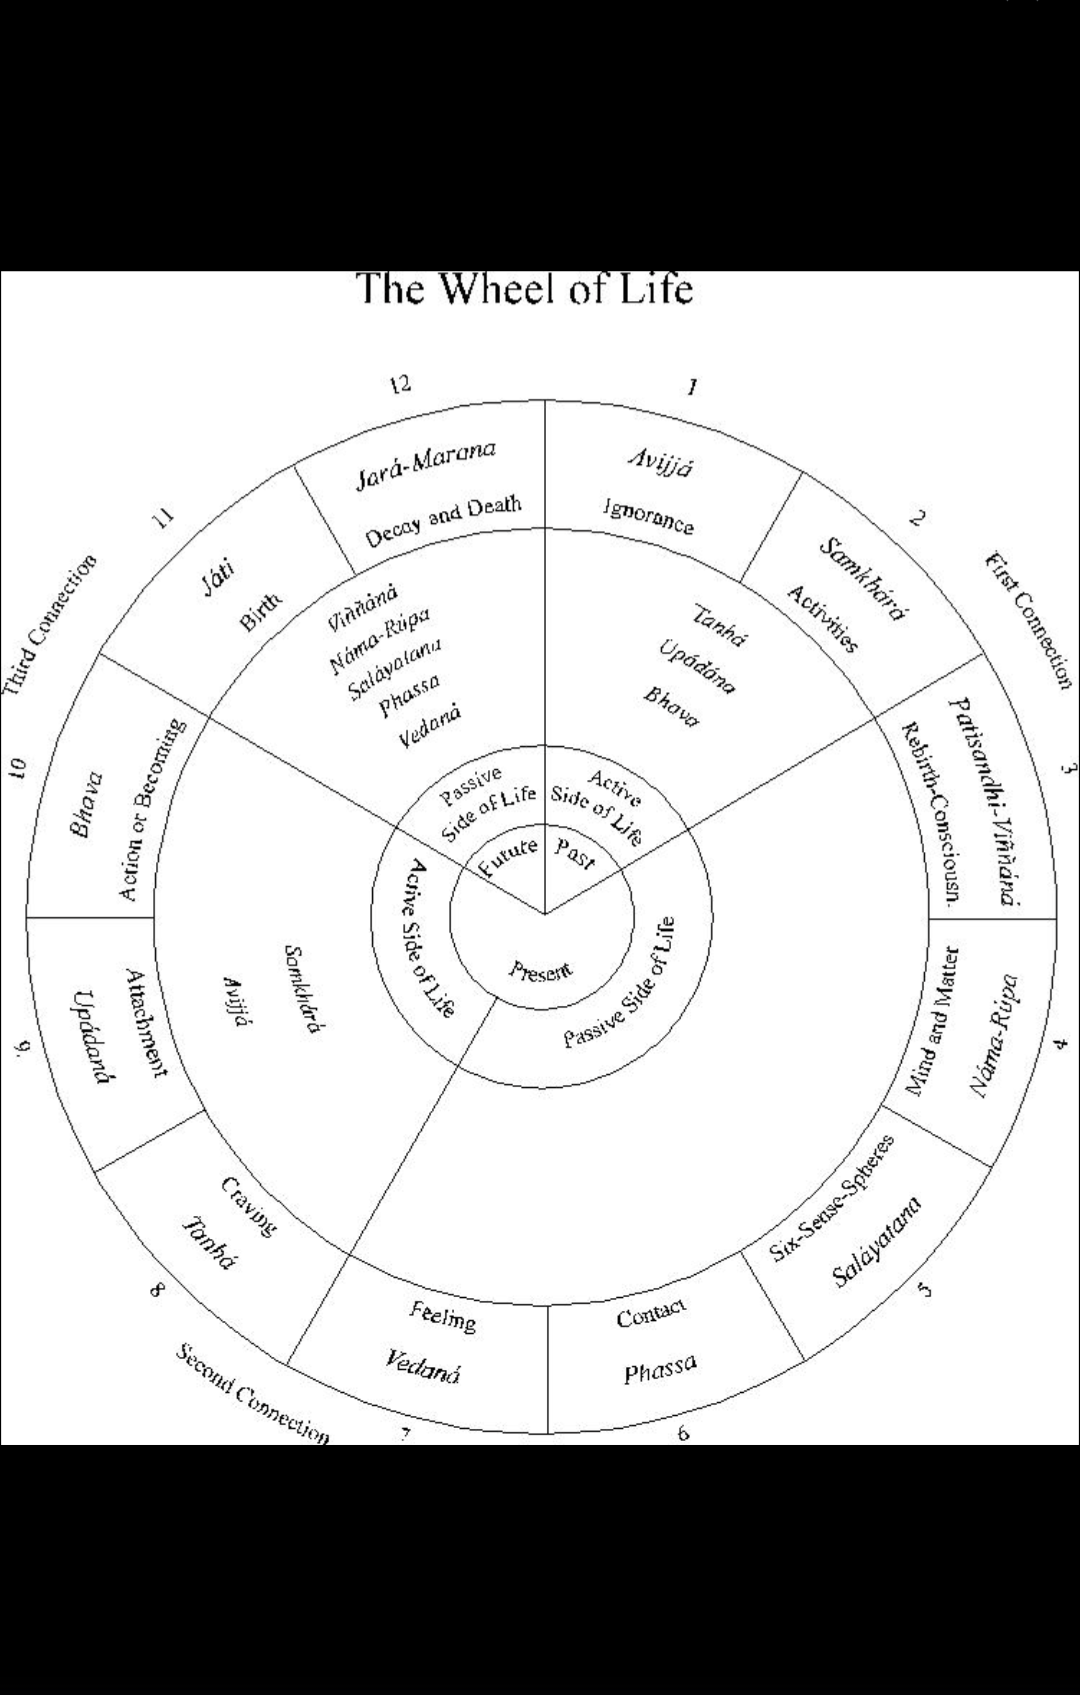 The Wheel of Life
12
1
Jará-Marana
Decay and Death
Avijjá
Ignorance
11
2
Játi
Birth
Samkhárá
Activities
Third Connection
First Connection
Viññáná
Náma-Rúpa
Saláyatana
Phassa
Vedaná
Tanhá
Upádána
Bhava
10
Bhava
Action or Becoming
3
Patisandhi-Viññáná
Rebirth-Consciousn.
Passive
Side of Life
Active
Side of Life
Future
Past
Present
Active Side of Life
Passive Side of Life
Samkhárá
Avijjá
9.
Upádaná
Attachment
4
Mind and Matter
Náma-Rúpa
8
Craving
Tanhá
5
Six-Sense-Spheres
Saláyatana
Feeling
Vedaná
Contact
Phassa
Second Connection
7
6